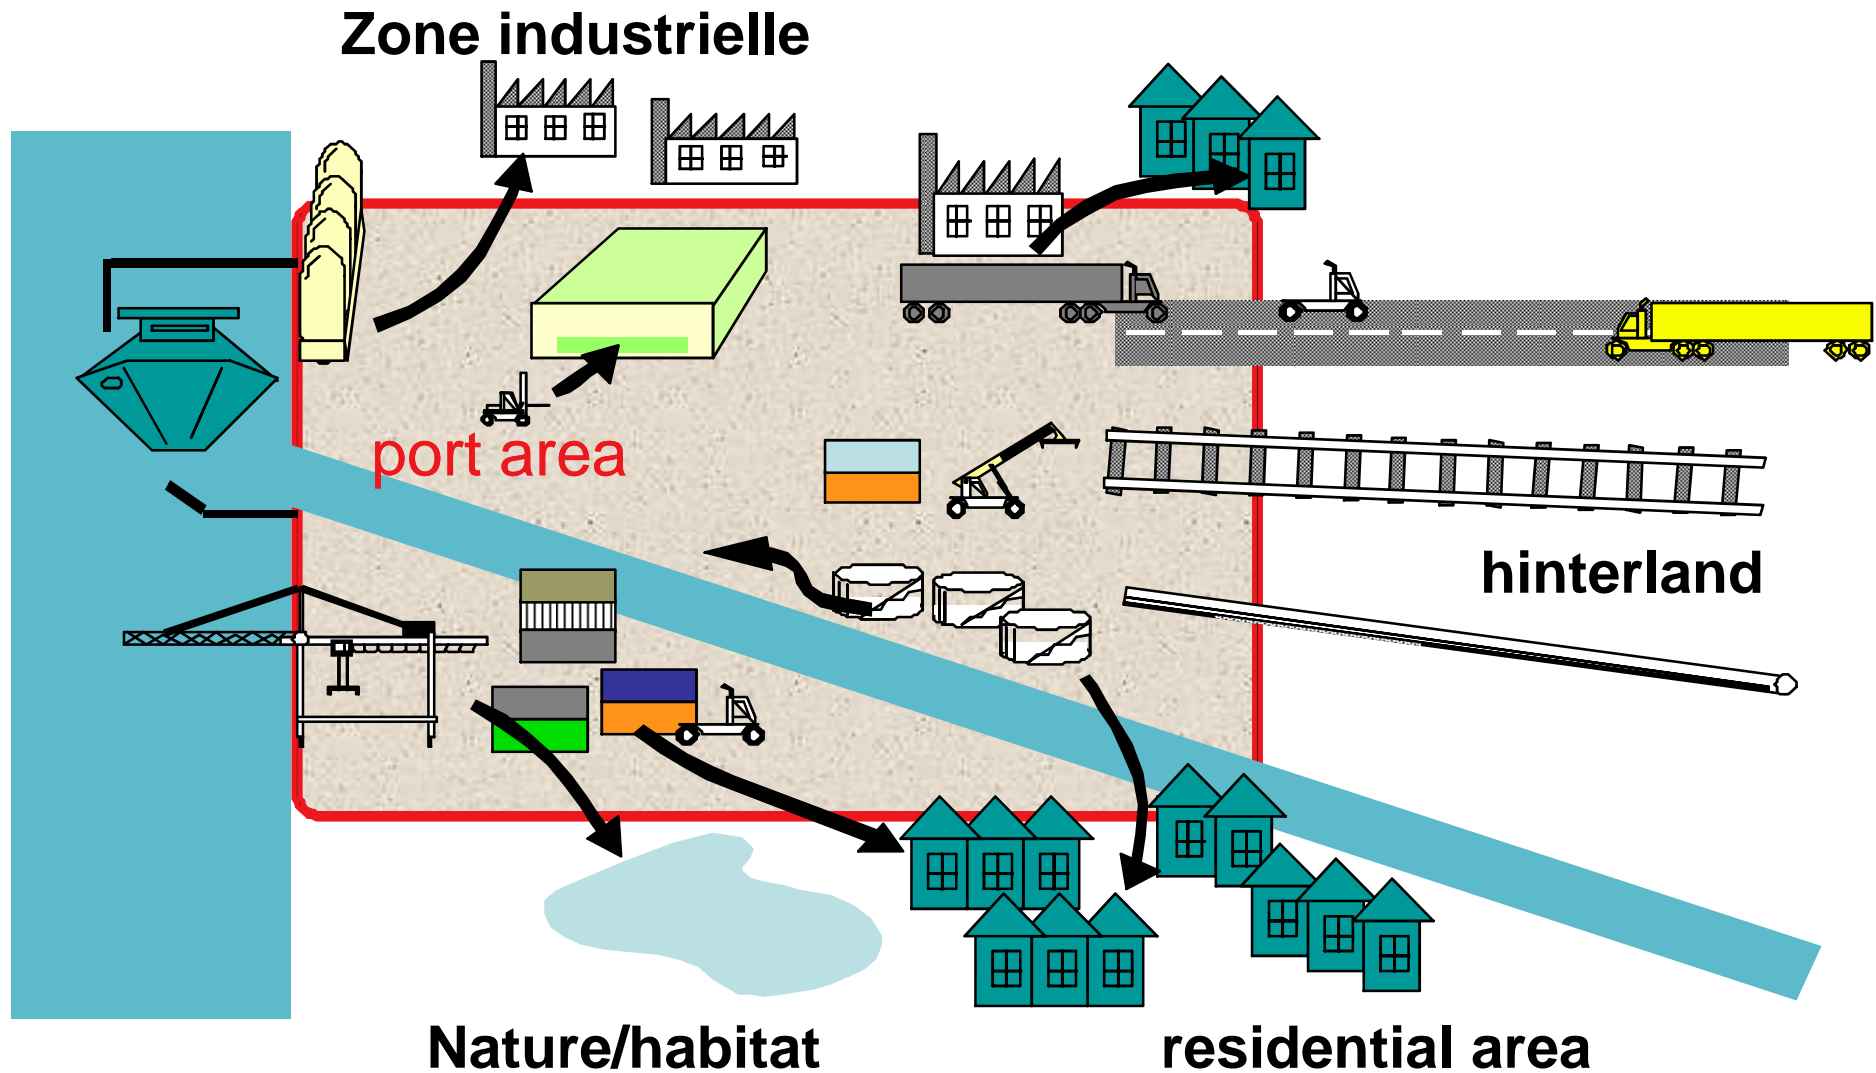 Zone industrielle
port area
hinterland
Nature/habitat
residential area